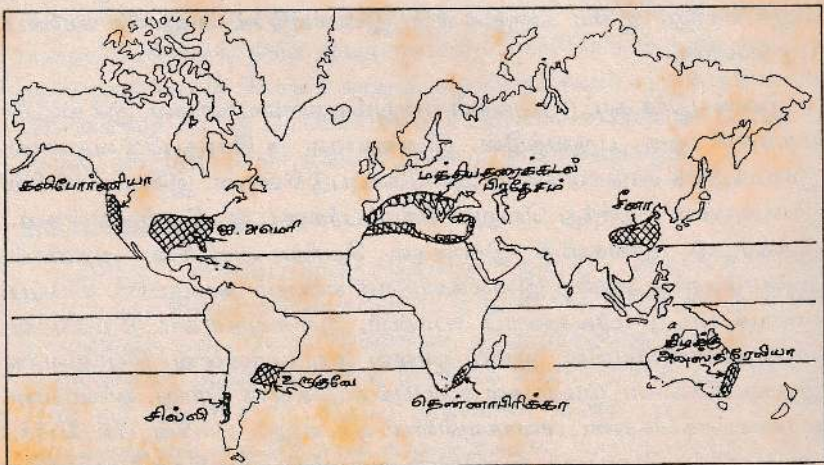 கலிபோர்ணியா
ஐ. அமெரி
மத்தியதரைக்கடல்
பிரதேசம்
சீனா
உருகுவே
சில்லி
தென்னாபிரிக்கா
கிழக்கு
அவுஸ்திரேலியா